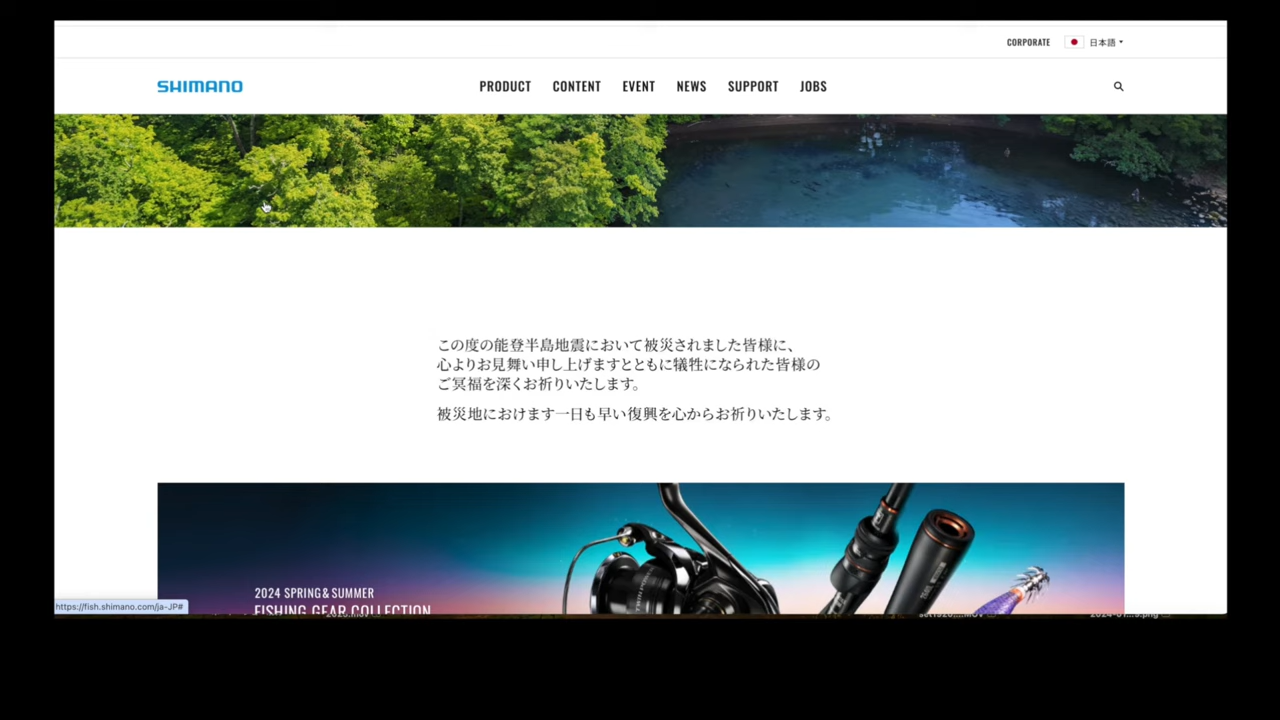 CORPORATE 日本語
SHIMANO PRODUCT CONTENT EVENT NEWS SUPPORT JOBS
この度の能登半島地震において被災されました皆様に、
心よりお見舞い申し上げますとともに犠牲になられた皆様の
ご冥福を深くお祈りいたします。
被災地におけます一日も早い復興を心からお祈りいたします。
2024 SPRING & SUMMER
FISHING GEAR COLLECTION
https://fish.shimano.com/ja-JP#